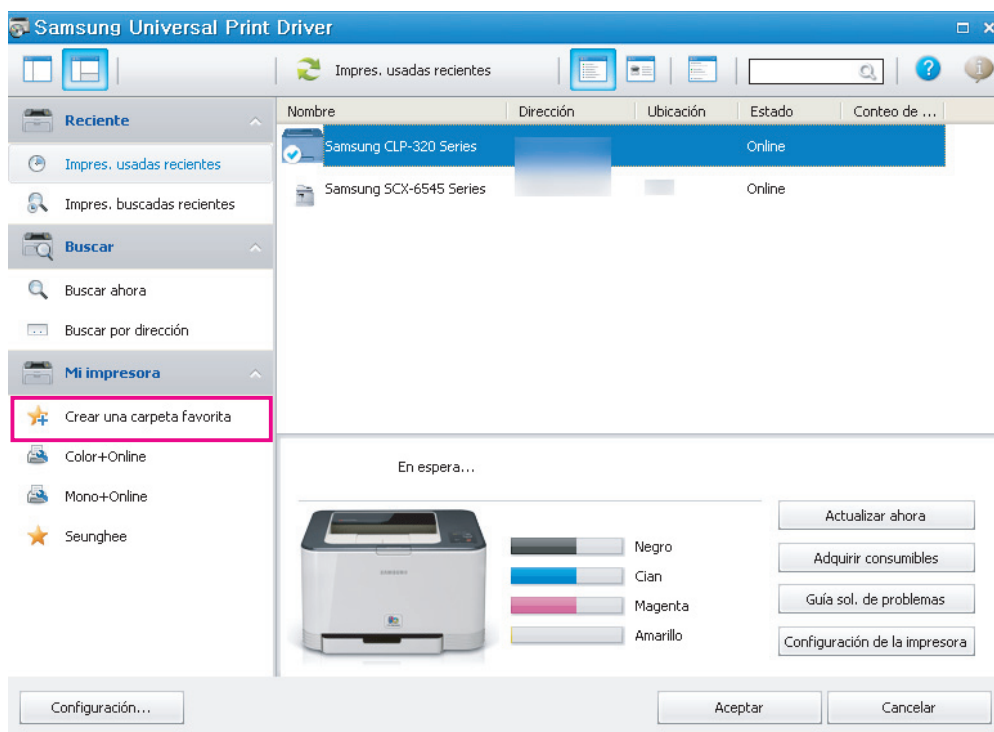 Samsung Universal Print Driver
Impres. usadas recientes
Reciente
Impres. usadas recientes
Impres. buscadas recientes
Buscar
Buscar ahora
Buscar por dirección
Mi impresora
Crear una carpeta favorita
Color+Online
Mono+Online
Seunghee
Nombre Dirección Ubicación Estado Conteo de ...
Samsung CLP-320 Series Online
Samsung SCX-6545 Series Online
En espera...
SAMSUNG
Negro
Cian
Magenta
Amarillo
Actualizar ahora
Adquirir consumibles
Guía sol. de problemas
Configuración de la impresora
Configuración...
Aceptar
Cancelar